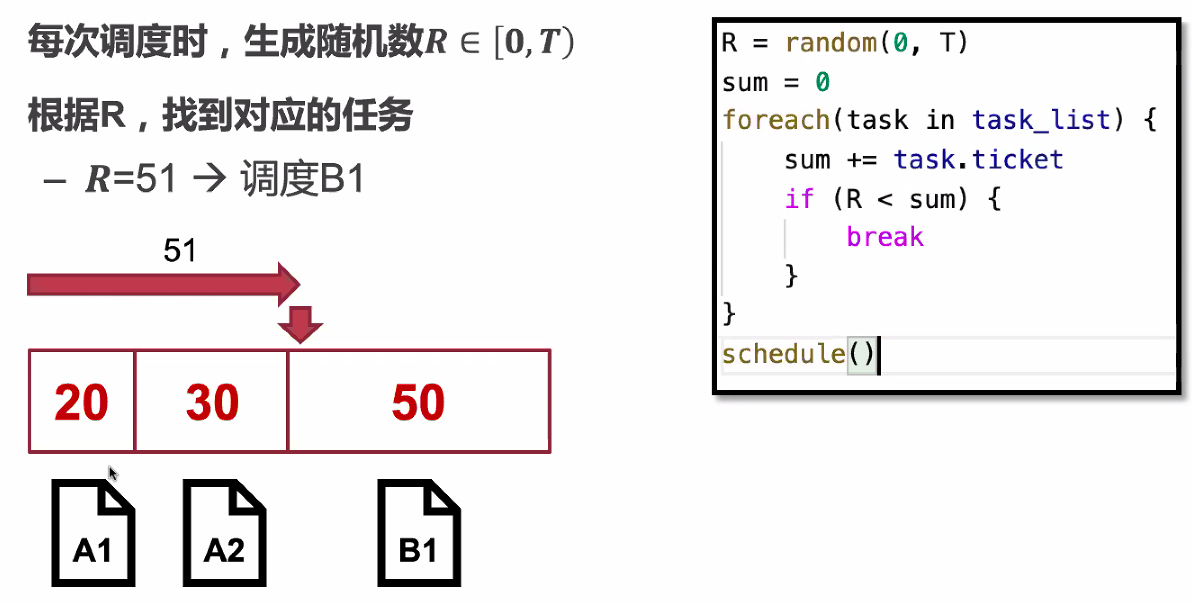 每次调度时，生成随机数R ∈ [0, T)
根据R，找到对应的任务
– R=51 → 调度B1
51
20 30 50
A1 A2 B1
R = random(0, T)
sum = 0
foreach(task in task_list) {
    sum += task.ticket
    if (R < sum) {
        break
    }
}
schedule()